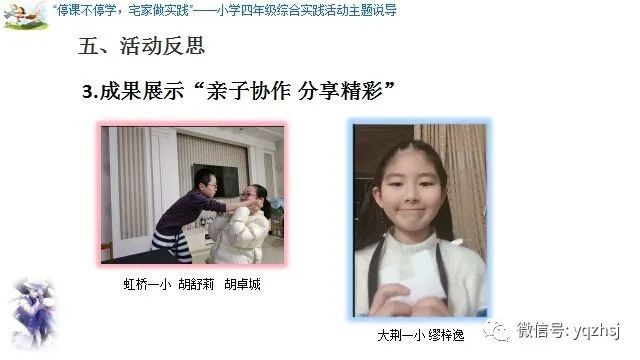 “停课不停学，宅家做实践”——小学四年级综合实践活动主题说导
五、活动反思
3.成果展示“亲子协作 分享精彩”
虹桥一小 胡舒莉 胡卓城
大荆一小 缪梓逸
微信号: yqzhsj